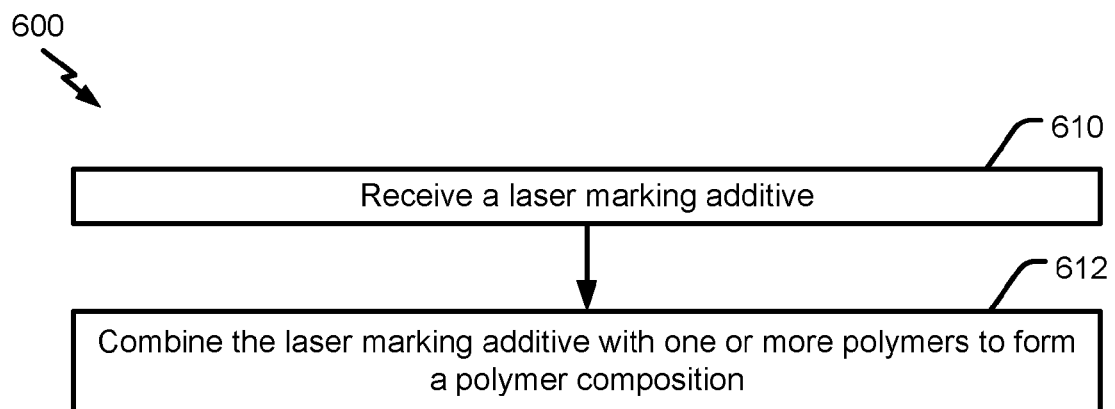 600
610
Receive a laser marking additive
612
Combine the laser marking additive with one or more polymers to form
a polymer composition